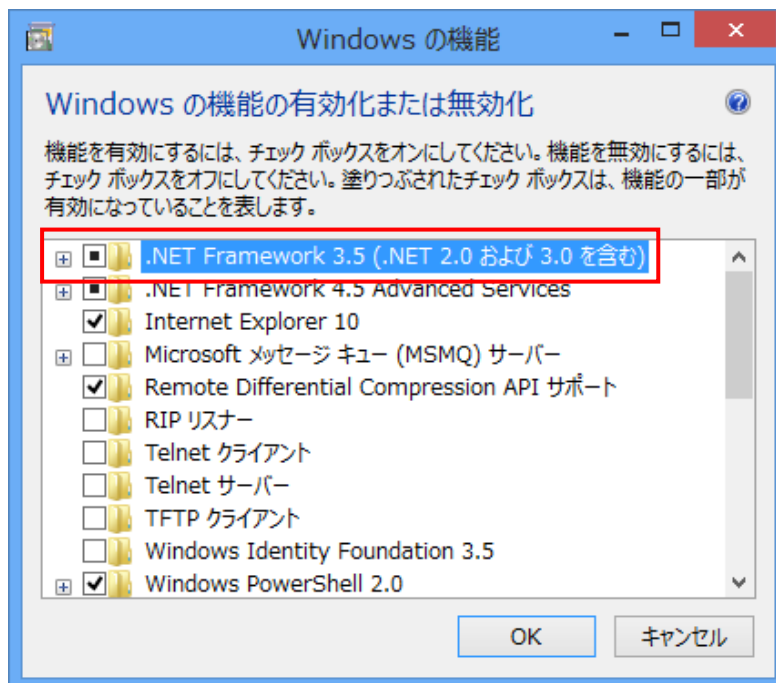 Windows の機能
Windows の機能の有効化または無効化
機能を有効にするには、チェック ボックスをオンにしてください。機能を無効にするには、
チェック ボックスをオフにしてください。塗りつぶされたチェック ボックスは、機能の一部が
有効になっていることを表します。
.NET Framework 3.5 (.NET 2.0 および 3.0 を含む)
.NET Framework 4.5 Advanced Services
Internet Explorer 10
Microsoft メッセージ キュー (MSMQ) サーバー
Remote Differential Compression API サポート
RIP リスナー
Telnet クライアント
Telnet サーバー
TFTP クライアント
Windows Identity Foundation 3.5
Windows PowerShell 2.0
OK キャンセル